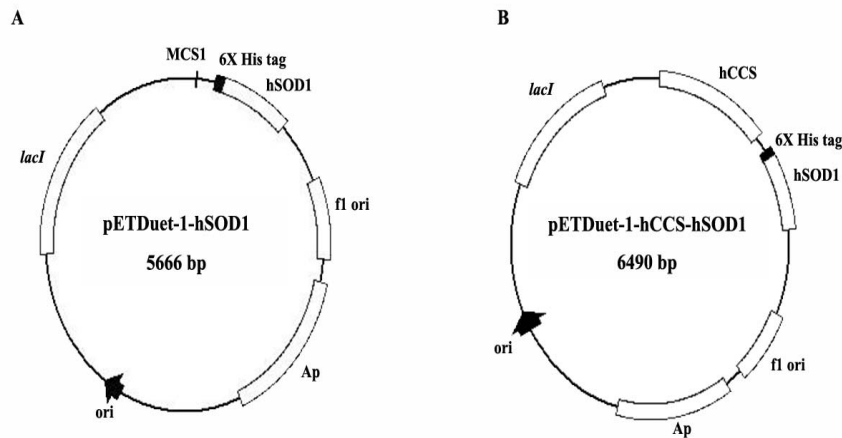 A
MCS1
6X His tag
hSOD1
lacI
f1 ori
pETDuet-1-hSOD1
5666 bp
Ap
ori
B
hCCS
lacI
6X His tag
hSOD1
pETDuet-1-hCCS-hSOD1
6490 bp
ori
f1 ori
Ap